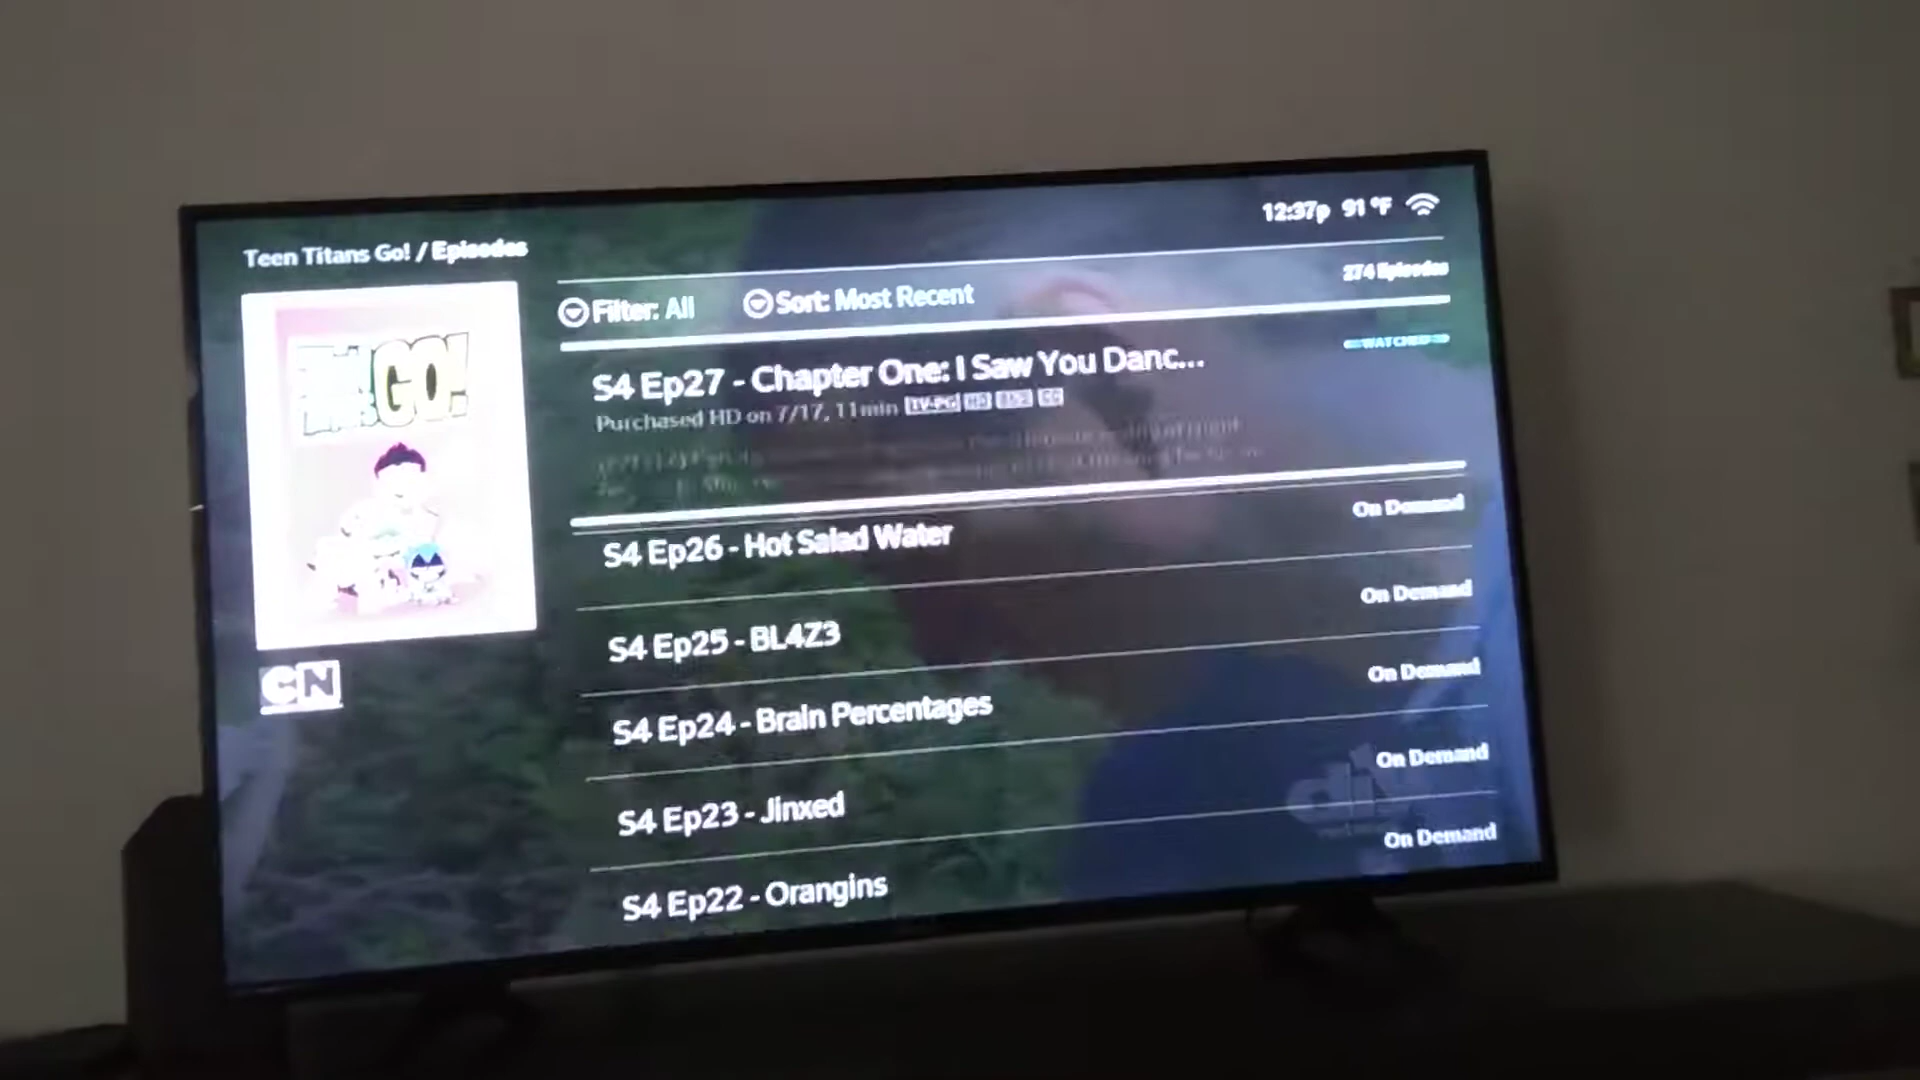 12:37p 91 °F
Teen Titans Go! / Episodes
274 Episodes
Filter: All Sort: Most Recent
GO!
WATCHED
S4 Ep27 - Chapter One: I Saw You Danc...
Purchased HD on 7/17, 11min TV-PG HD CC
On Demand
S4 Ep26 - Hot Salad Water
On Demand
S4 Ep25 - BL4Z3
On Demand
S4 Ep24 - Brain Percentages
On Demand
S4 Ep23 - Jinxed
On Demand
S4 Ep22 - Orangins
CN